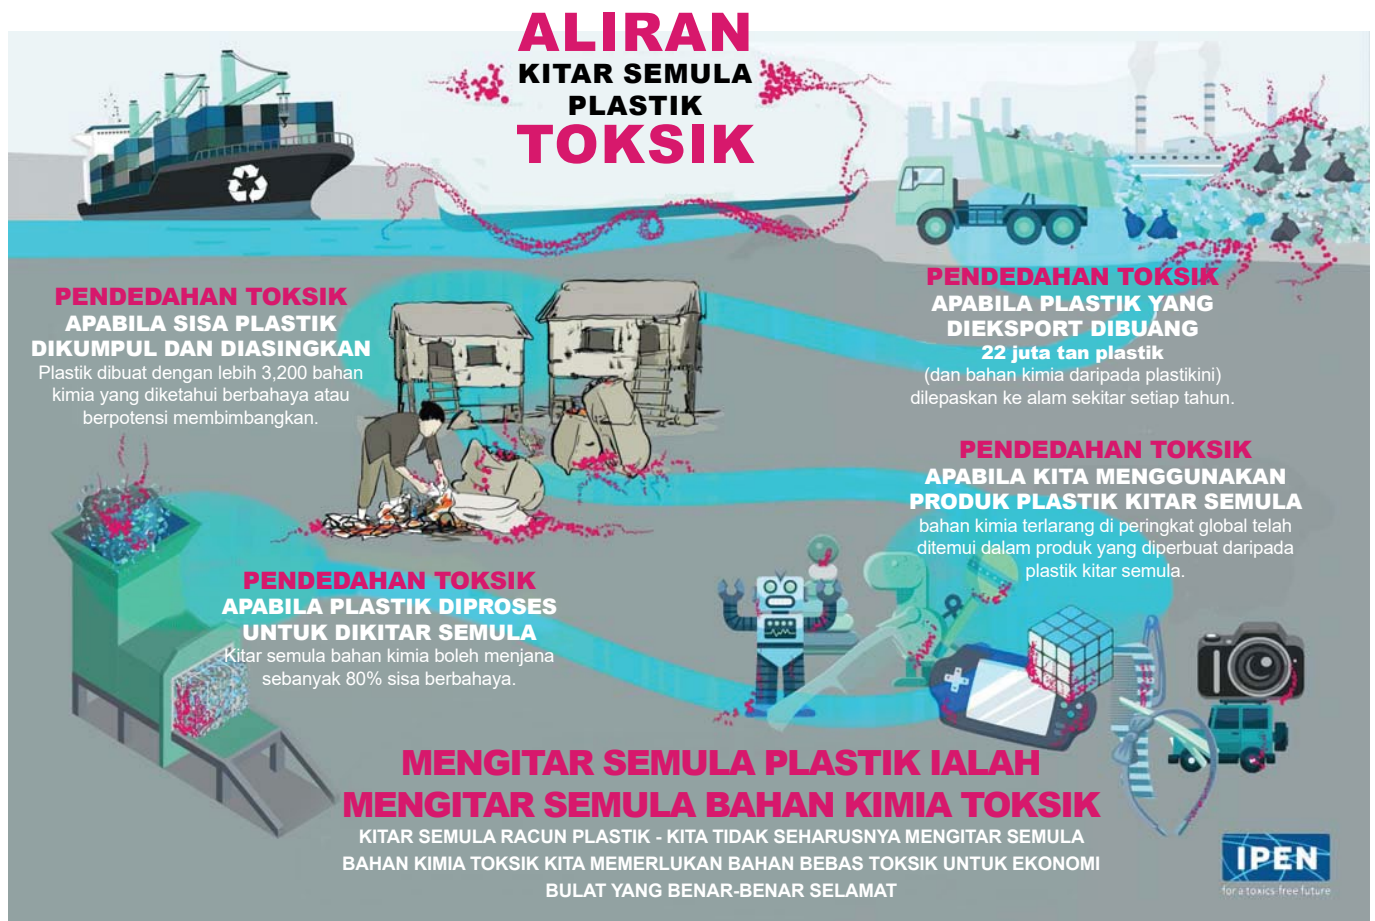 ALIRAN
KITAR SEMULA
PLASTIK
TOKSIK
PENDEDAHAN TOKSIK
APABILA SISA PLASTIK
DIKUMPUL DAN DIASINGKAN
Plastik dibuat dengan lebih 3,200 bahan
kimia yang diketahui berbahaya atau
berpotensi membimbangkan.
PENDEDAHAN TOKSIK
APABILA PLASTIK YANG
DIEKSPORT DIBUANG
22 juta tan plastik
(dan bahan kimia daripada plastikini)
dilepaskan ke alam sekitar setiap tahun.
PENDEDAHAN TOKSIK
APABILA KITA MENGGUNAKAN
PRODUK PLASTIK KITAR SEMULA
bahan kimia terlarang di peringkat global telah
ditemui dalam produk yang diperbuat daripada
plastik kitar semula.
PENDEDAHAN TOKSIK
APABILA PLASTIK DIPROSES
UNTUK DIKITAR SEMULA
Kitar semula bahan kimia boleh menjana
sebanyak 80% sisa berbahaya.
MENGITAR SEMULA PLASTIK IALAH
MENGITAR SEMULA BAHAN KIMIA TOKSIK
KITAR SEMULA RACUN PLASTIK - KITA TIDAK SEHARUSNYA MENGITAR SEMULA
BAHAN KIMIA TOKSIK KITA MEMERLUKAN BAHAN BEBAS TOKSIK UNTUK EKONOMI
BULAT YANG BENAR-BENAR SELAMAT
IPEN
for a toxics-free future